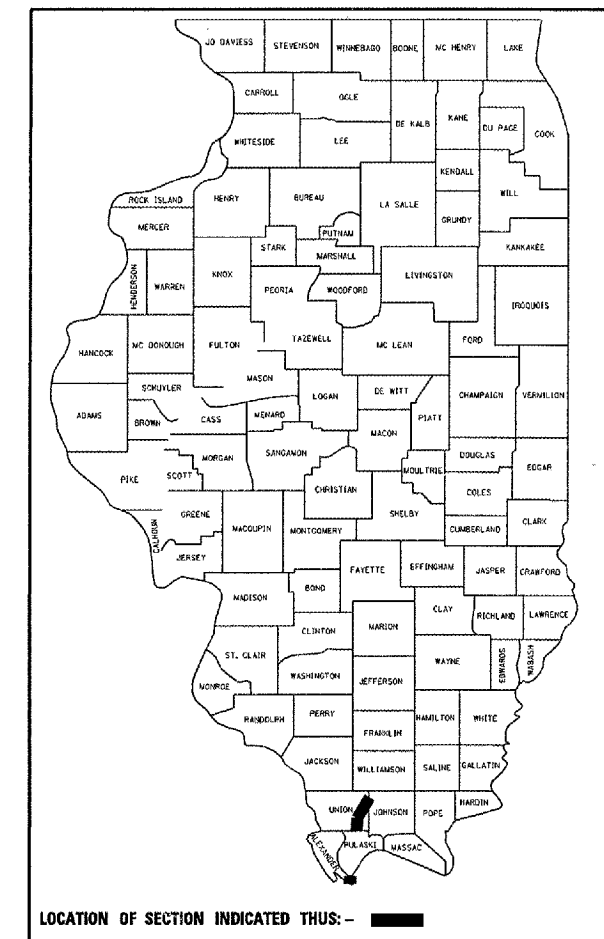 JO DAVIESS STEVENSON WINNEBAGO BOONE MC HENRY LAKE
CARROLL OGLE DE KALB KANE DU PAGE COOK
WHITESIDE LEE
KENDALL WILL
ROCK ISLAND HENRY BUREAU LA SALLE GRUNDY
MERCER PUTNAM
STARK MARSHALL KANKAKEE
HENDERSON WARREN KNOX PEORIA WOODFORD LIVINGSTON IROQUOIS
HANCOCK MC DONOUGH FULTON TAZEWELL MC LEAN FORD
SCHUYLER MASON
ADAMS BROWN CASS MENARD LOGAN DE WITT PIATT CHAMPAIGN VERMILION
MACON
PIKE SCOTT MORGAN SANGAMON MOULTRIE DOUGLAS EDGAR
CHRISTIAN COLES
GREENE MACOUPIN MONTGOMERY SHELBY CUMBERLAND CLARK
CALHOUN JERSEY
FAYETTE EFFINGHAM JASPER CRAWFORD
MADISON BOND
CLAY RICHLAND LAWRENCE
CLINTON MARION
ST. CLAIR WAYNE EDWARDS WABASH
WASHINGTON JEFFERSON
MONROE
RANDOLPH PERRY HAMILTON WHITE
FRANKLIN
JACKSON WILLIAMSON SALINE GALLATIN
UNION JOHNSON POPE HARDIN
ALEXANDER PULASKI MASSAC
LOCATION OF SECTION INDICATED THUS: -